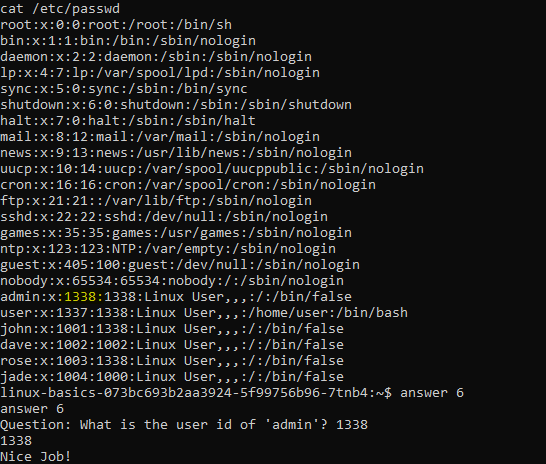 cat /etc/passwd
root:x:0:0:root:/root:/bin/sh
bin:x:1:1:bin:/bin:/sbin/nologin
daemon:x:2:2:daemon:/sbin:/sbin/nologin
lp:x:4:7:lp:/var/spool/lpd:/sbin/nologin
sync:x:5:0:sync:/sbin:/bin/sync
shutdown:x:6:0:shutdown:/sbin:/sbin/shutdown
halt:x:7:0:halt:/sbin:/sbin/halt
mail:x:8:12:mail:/var/mail:/sbin/nologin
news:x:9:13:news:/usr/lib/news:/sbin/nologin
uucp:x:10:14:uucp:/var/spool/uucppublic:/sbin/nologin
cron:x:16:16:cron:/var/spool/cron:/sbin/nologin
ftp:x:21:21::/var/lib/ftp:/sbin/nologin
sshd:x:22:22:sshd:/dev/null:/sbin/nologin
games:x:35:35:games:/usr/games:/sbin/nologin
ntp:x:123:123:NTP:/var/empty:/sbin/nologin
guest:x:405:100:guest:/dev/null:/sbin/nologin
nobody:x:65534:65534:nobody:/:/sbin/nologin
admin:x:1338:1338:Linux User,,,:/:/bin/false
user:x:1337:1338:Linux User,,,:/home/user:/bin/bash
john:x:1001:1338:Linux User,,,:/:/bin/false
dave:x:1002:1002:Linux User,,,:/:/bin/false
rose:x:1003:1338:Linux User,,,:/:/bin/false
jade:x:1004:1000:Linux User,,,:/:/bin/false
linux-basics-073bc693b2aa3924-5f99756b96-7tnb4:~$ answer 6
answer 6
Question: What is the user id of 'admin'? 1338
1338
Nice Job!